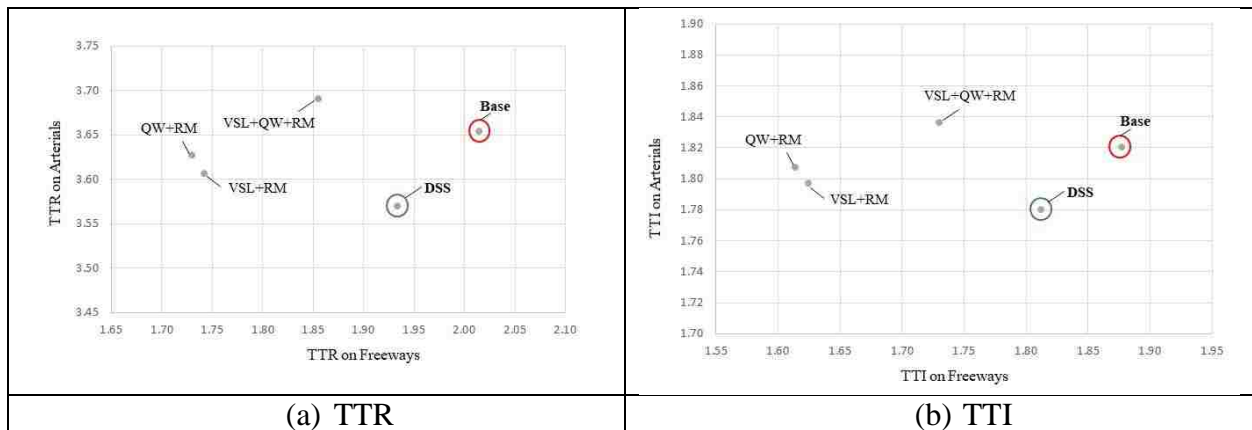 3.75
3.70
3.65
3.60
3.55
3.50
3.45
TTR on Arterials
QW+RM
VSL+QW+RM
VSL+RM
Base
DSS
1.65 1.70 1.75 1.80 1.85 1.90 1.95 2.00 2.05 2.10
TTR on Freeways
(a) TTR
1.90
1.88
1.86
1.84
1.82
1.80
1.78
1.76
1.74
1.72
1.70
TTI on Arterials
VSL+QW+RM
QW+RM
VSL+RM
Base
DSS
1.55 1.60 1.65 1.70 1.75 1.80 1.85 1.90 1.95
TTI on Freeways
(b) TTI